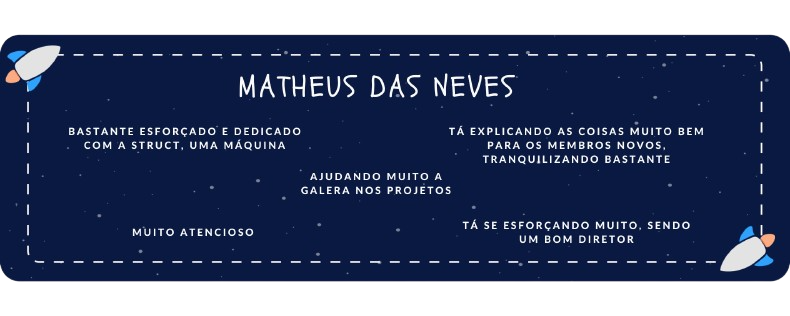 MATHEUS DAS NEVES
BASTANTE ESFORÇADO E DEDICADO
COM A STRUCT, UMA MÁQUINA
TÁ EXPLICANDO AS COISAS MUITO BEM
PARA OS MEMBROS NOVOS,
TRANQUILIZANDO BASTANTE
AJUDANDO MUITO A
GALERA NOS PROJETOS
MUITO ATENCIOSO
TÁ SE ESFORÇANDO MUITO, SENDO
UM BOM DIRETOR